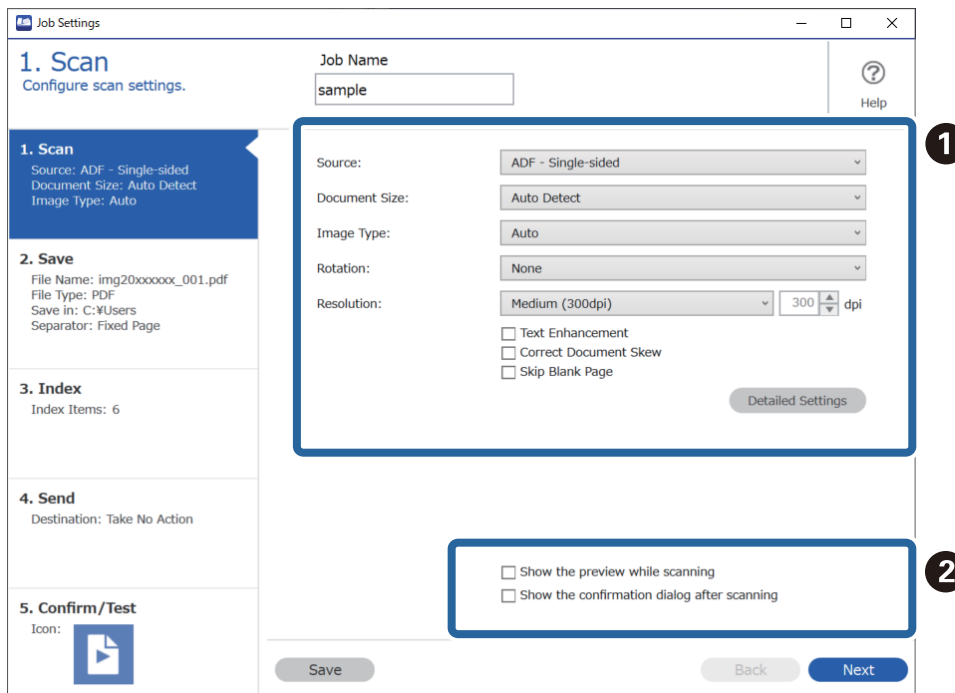 Job Settings
1. Scan
Configure scan settings.
Job Name
sample
Help
1. Scan
Source: ADF - Single-sided
Document Size: Auto Detect
Image Type: Auto
2. Save
File Name: img20xxxxxx_001.pdf
File Type: PDF
Save in: C:¥Users
Separator: Fixed Page
3. Index
Index Items: 6
4. Send
Destination: Take No Action
5. Confirm/Test
Icon:
1
Source: ADF - Single-sided
Document Size: Auto Detect
Image Type: Auto
Rotation: None
Resolution: Medium (300dpi) 300 dpi
Text Enhancement
Correct Document Skew
Skip Blank Page
Detailed Settings
2
Show the preview while scanning
Show the confirmation dialog after scanning
Save Back Next